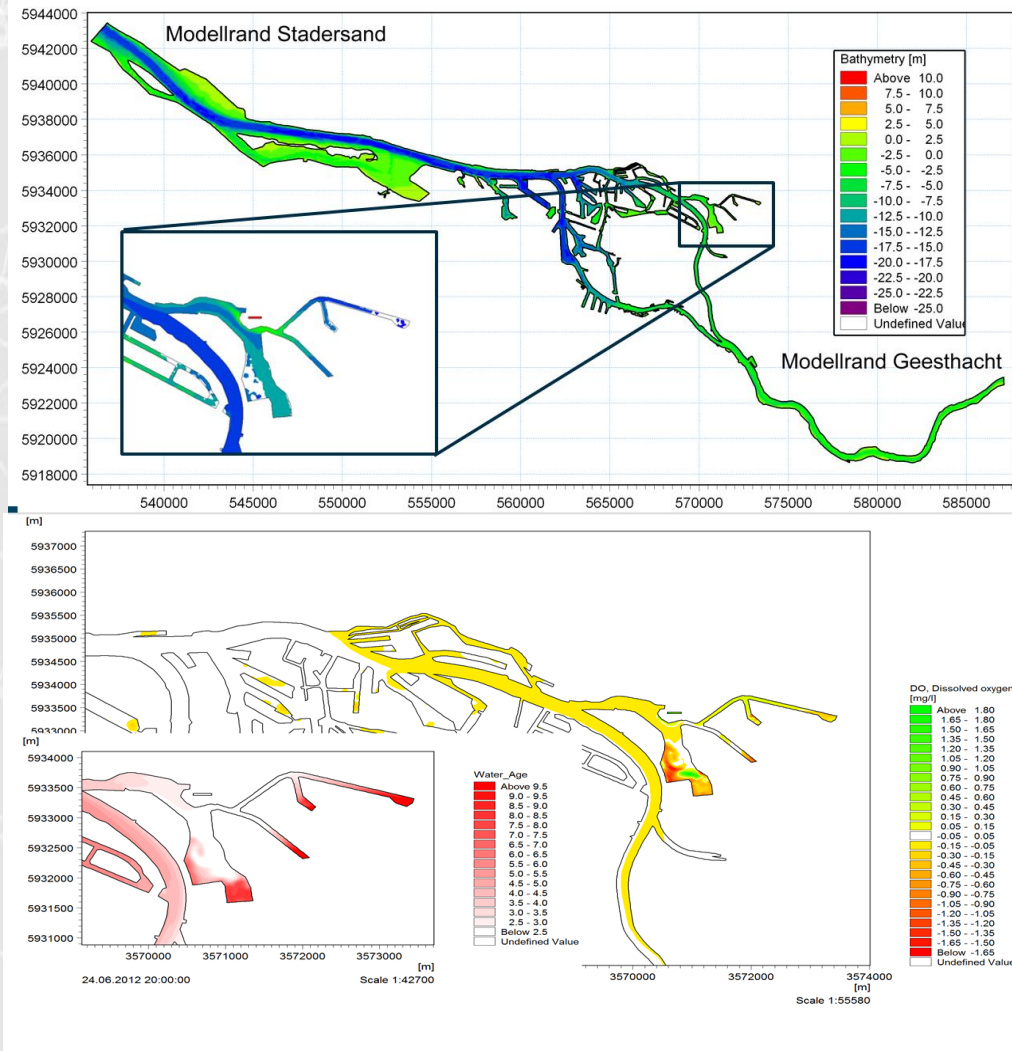 5944000
5942000
5940000
5938000
5936000
5934000
5932000
5930000
5928000
5926000
5924000
5922000
5920000
5918000
Modellrand Stadersand
Bathymetry [m]
Above 10.0
7.5 - 10.0
5.0 - 7.5
2.5 - 5.0
0.0 - 2.5
-2.5 - 0.0
-5.0 - -2.5
-7.5 - -5.0
-10.0 - -7.5
-12.5 - -10.0
-15.0 - -12.5
-17.5 - -15.0
-20.0 - -17.5
-22.5 - -20.0
-25.0 - -22.5
Below -25.0
Undefined Value
Modellrand Geesthacht
540000 545000 550000 555000 560000 565000 570000 575000 580000 585000
[m]
5937000
5936500
5936000
5935500
5935000
5934500
5934000
5933500
5933000
[m]
5934000
5933500
5933000
5932500
5932000
5931500
5931000
3570000 3571000 3572000 3573000
[m]
24.06.2012 20:00:00 Scale 1:42700
Water_Age
Above 9.5
9.0 - 9.5
8.5 - 9.0
8.0 - 8.5
7.5 - 8.0
7.0 - 7.5
6.5 - 7.0
6.0 - 6.5
5.5 - 6.0
5.0 - 5.5
4.5 - 5.0
4.0 - 4.5
3.5 - 4.0
3.0 - 3.5
2.5 - 3.0
Below 2.5
Undefined Value
3570000 3572000 3574000
[m]
Scale 1:55580
DO, Dissolved oxygen
[mg/l]
Above 1.80
1.65 - 1.80
1.50 - 1.65
1.35 - 1.50
1.20 - 1.35
1.05 - 1.20
0.90 - 1.05
0.75 - 0.90
0.60 - 0.75
0.45 - 0.60
0.30 - 0.45
0.15 - 0.30
0.05 - 0.15
-0.05 - 0.05
-0.15 - -0.05
-0.30 - -0.15
-0.45 - -0.30
-0.60 - -0.45
-0.75 - -0.60
-0.90 - -0.75
-1.05 - -0.90
-1.20 - -1.05
-1.35 - -1.20
-1.50 - -1.35
-1.65 - -1.50
Below -1.65
Undefined Value